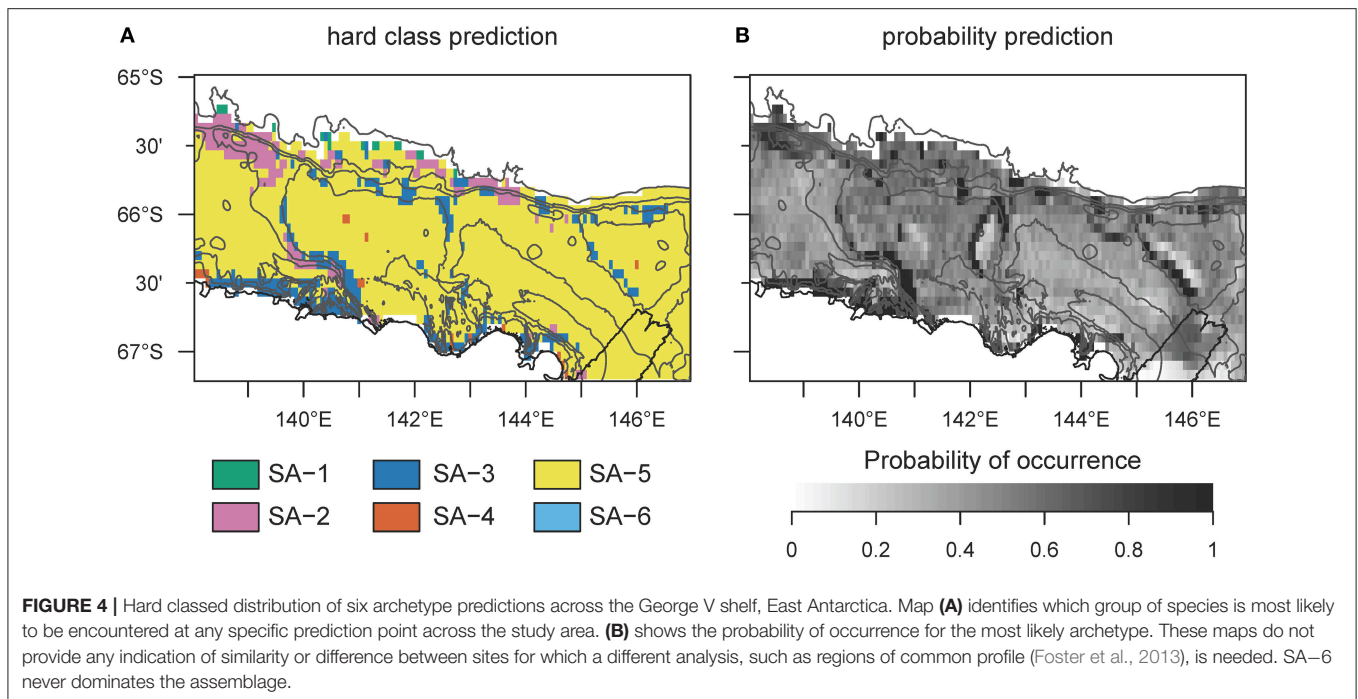 A
hard class prediction
B
probability prediction
65°S
30'
66°S
30'
67°S
140°E 142°E 144°E 146°E
140°E 142°E 144°E 146°E
SA−1 SA−3 SA−5
SA−2 SA−4 SA−6
Probability of occurrence
0 0.2 0.4 0.6 0.8 1
FIGURE 4 | Hard classed distribution of six archetype predictions across the George V shelf, East Antarctica. Map (A) identifies which group of species is most likely
to be encountered at any specific prediction point across the study area. (B) shows the probability of occurrence for the most likely archetype. These maps do not
provide any indication of similarity or difference between sites for which a different analysis, such as regions of common profile (Foster et al., 2013), is needed. SA−6
never dominates the assemblage.